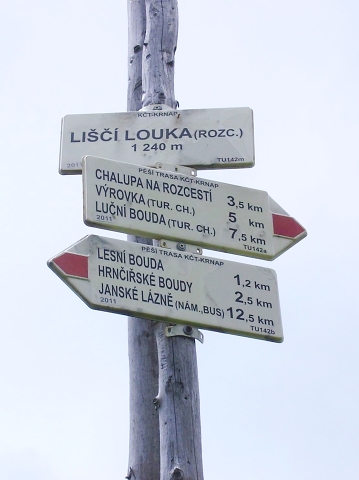 KČT-KRNAP
LIŠČÍ LOUKA (ROZC.)
1 240 m
2011 TU142m
PĚŠÍ TRASA KČT-KRNAP
CHALUPA NA ROZCESTÍ 3,5 km
VÝROVKA (TUR. CH.) 5 km
LUČNÍ BOUDA (TUR. CH.) 7,5 km
2011 TU142a
PĚŠÍ TRASA KČT-KRNAP
LESNÍ BOUDA 1,2 km
HRNČÍŘSKÉ BOUDY 2,5 km
JANSKÉ LÁZNĚ (NÁM.,BUS) 12,5 km
2011 TU142b